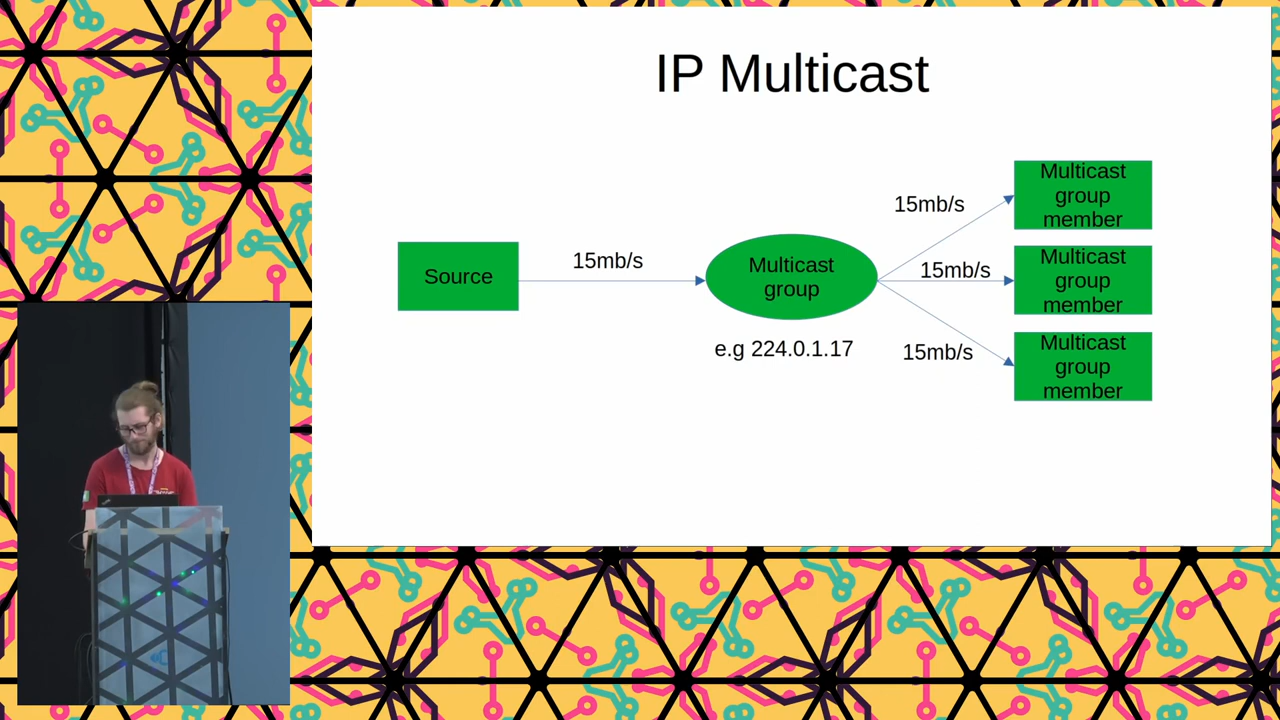 IP Multicast
Source
15mb/s
Multicast
group
e.g 224.0.1.17
15mb/s
15mb/s
15mb/s
Multicast
group
member
Multicast
group
member
Multicast
group
member